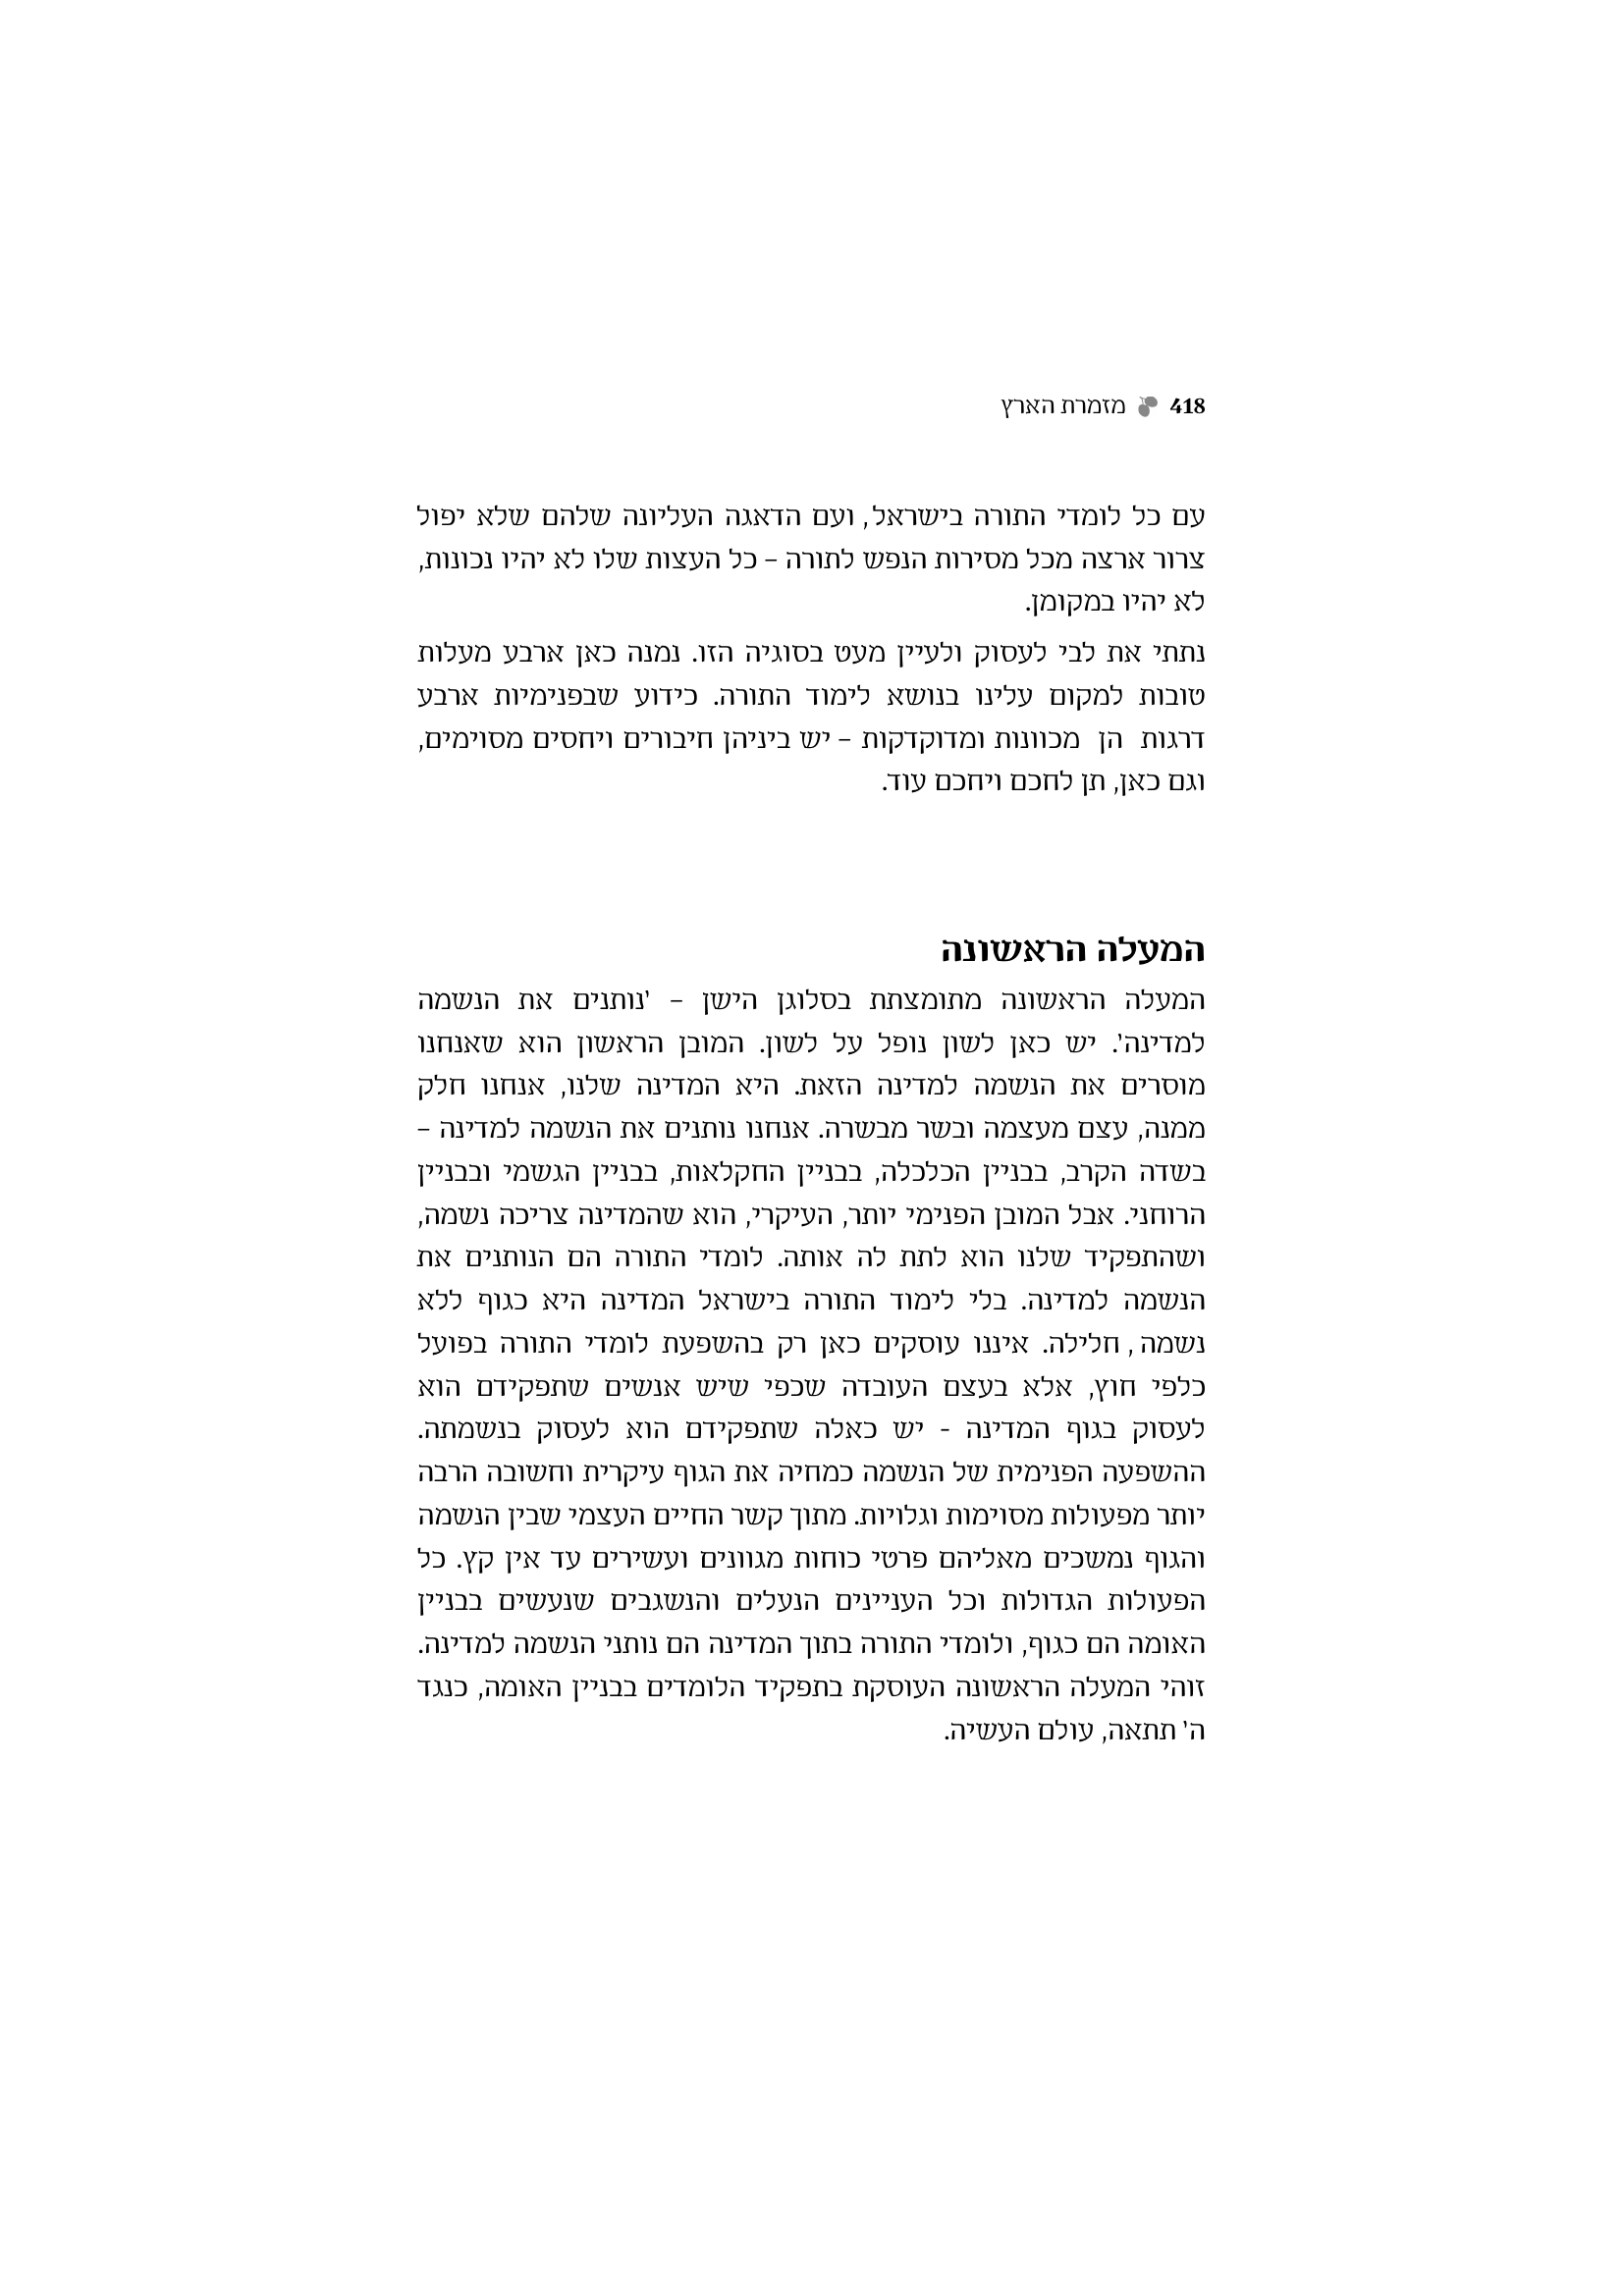 418 מזמרת הארץ
עם כל לומדי התורה בישראל, ועם הדאגה העליונה שלהם שלא יפול
צרור ארצה מכל מסירות הנפש לתורה – כל העצות שלו לא יהיו נכונות,
לא יהיו במקומן.
נתתי את לבי לעסוק ולעיין מעט בסוגיה הזו. נמנה כאן ארבע מעלות
טובות למקום עלינו בנושא לימוד התורה. כידוע שבפנימיות ארבע
דרגות הן מכוונות ומדוקדקות – יש ביניהן חיבורים ויחסים מסוימים,
וגם כאן, תן לחכם ויחכם עוד.
המעלה הראשונה
המעלה הראשונה מתומצתת בסלוגן הישן – 'נותנים את הנשמה
למדינה'. יש כאן לשון נופל על לשון. המובן הראשון הוא שאנחנו
מוסרים את הנשמה למדינה הזאת. היא המדינה שלנו, אנחנו חלק
ממנה, עצם מעצמה ובשר מבשרה. אנחנו נותנים את הנשמה למדינה –
בשדה הקרב, בבניין הכלכלה, בבניין החקלאות, בבניין הגשמי ובבניין
הרוחני. אבל המובן הפנימי יותר, העיקרי, הוא שהמדינה צריכה נשמה,
ושהתפקיד שלנו הוא לתת לה אותה. לומדי התורה הם הנותנים את
הנשמה למדינה. בלי לימוד התורה בישראל המדינה היא כגוף ללא
נשמה, חלילה. איננו עוסקים כאן רק בהשפעת לומדי התורה בפועל
כלפי חוץ, אלא בעצם העובדה שכפי שיש אנשים שתפקידם הוא
לעסוק בגוף המדינה - יש כאלה שתפקידם הוא לעסוק בנשמתה.
ההשפעה הפנימית של הנשמה כמחיה את הגוף עיקרית וחשובה הרבה
יותר מפעולות מסוימות וגלויות. מתוך קשר החיים העצמי שבין הנשמה
והגוף נמשכים מאליהם פרטי כוחות מגוונים ועשירים עד אין קץ. כל
הפעולות הגדולות וכל העניינים הנעלים והנשגבים שנעשים בבניין
האומה הם כגוף, ולומדי התורה בתוך המדינה הם נותני הנשמה למדינה.
זוהי המעלה הראשונה העוסקת בתפקיד הלומדים בבניין האומה, כנגד
ה' תתאה, עולם העשיה.